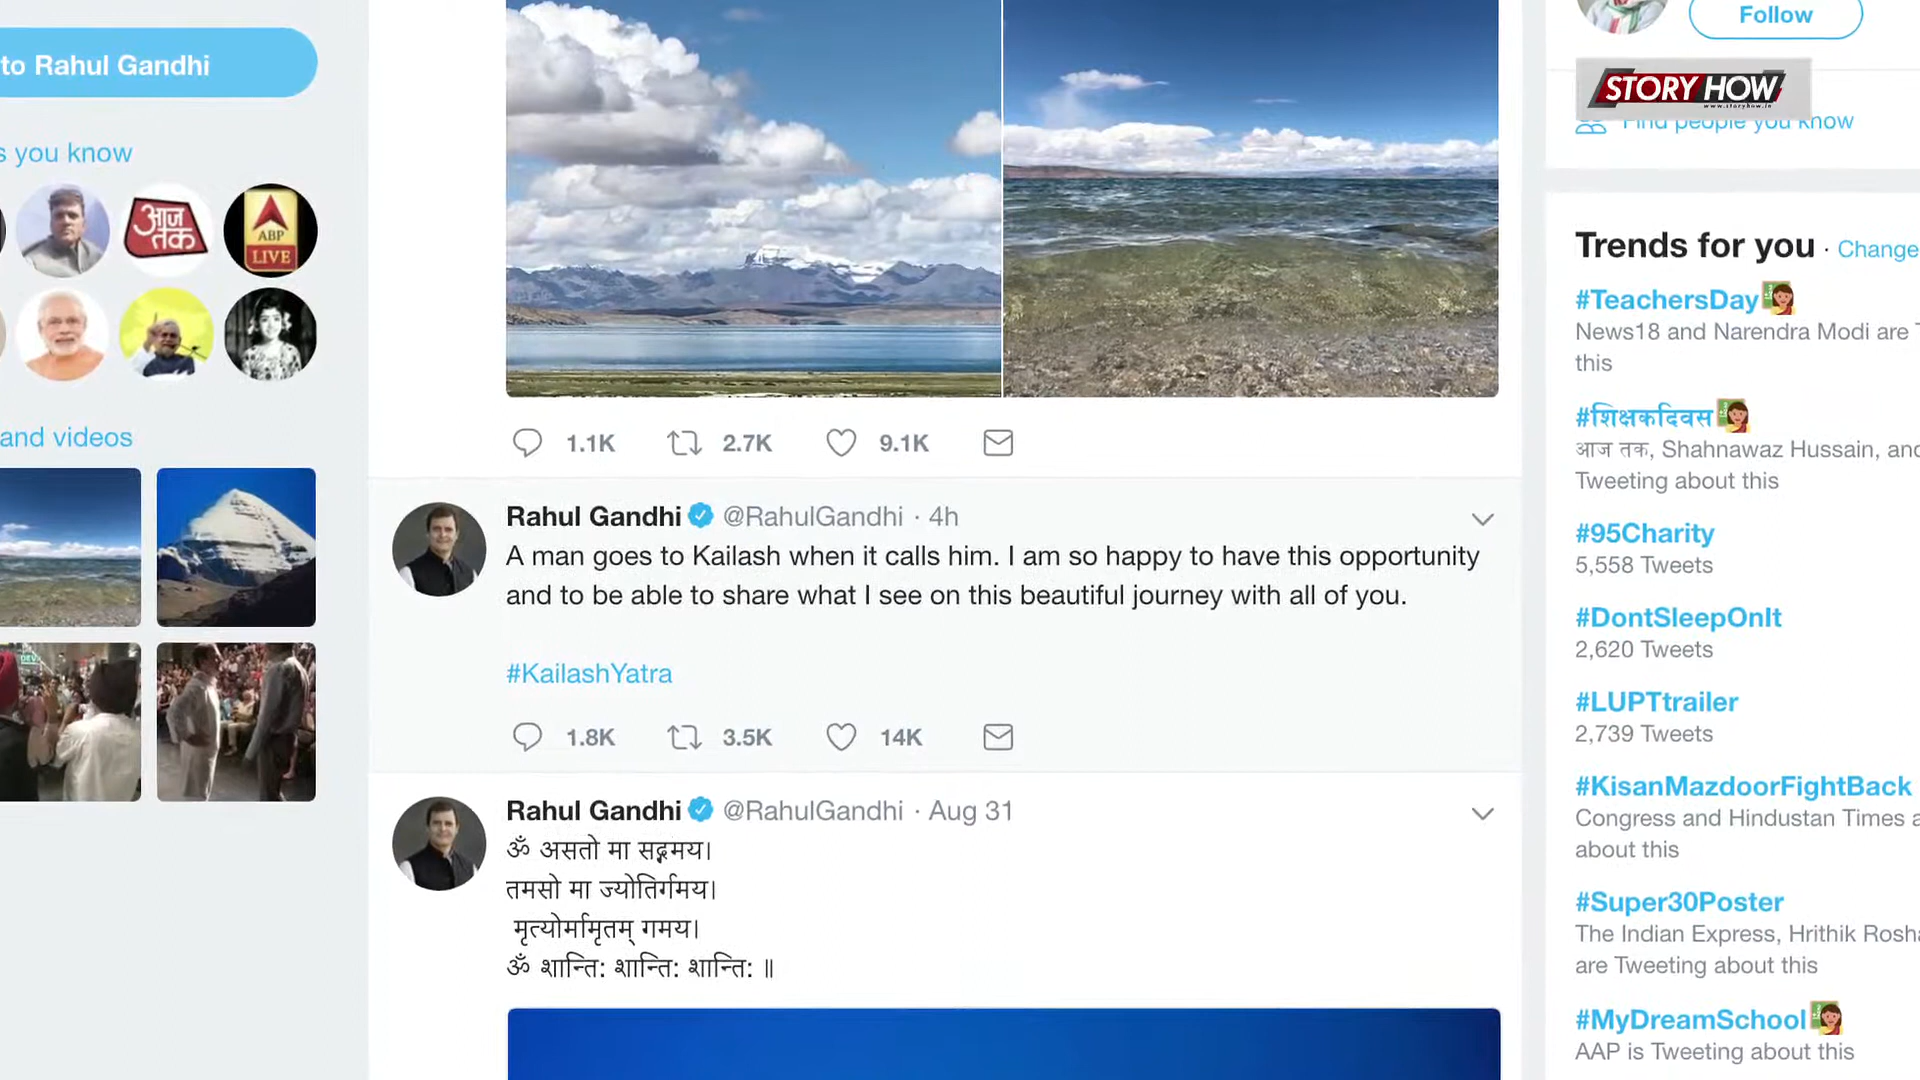 to Rahul Gandhi
s you know
आज तक
ABP
LIVE
and videos
1.1K 2.7K 9.1K
Rahul Gandhi @RahulGandhi · 4h
A man goes to Kailash when it calls him. I am so happy to have this opportunity
and to be able to share what I see on this beautiful journey with all of you.
#KailashYatra
1.8K 3.5K 14K
Rahul Gandhi @RahulGandhi · Aug 31
ॐ असतो मा सद्गमय।
तमसो मा ज्योतिर्गमय।
मृत्योर्मामृतम् गमय।
ॐ शान्ति: शान्ति: शान्ति: ॥
Follow
STORY HOW
www.storyhow.in
Find people you know
Trends for you · Change
#TeachersDay
News18 and Narendra Modi are T
this
#शिक्षकदिवस
आज तक, Shahnawaz Hussain, and
Tweeting about this
#95Charity
5,558 Tweets
#DontSleepOnIt
2,620 Tweets
#LUPTtrailer
2,739 Tweets
#KisanMazdoorFightBack
Congress and Hindustan Times a
about this
#Super30Poster
The Indian Express, Hrithik Rosha
are Tweeting about this
#MyDreamSchool
AAP is Tweeting about this